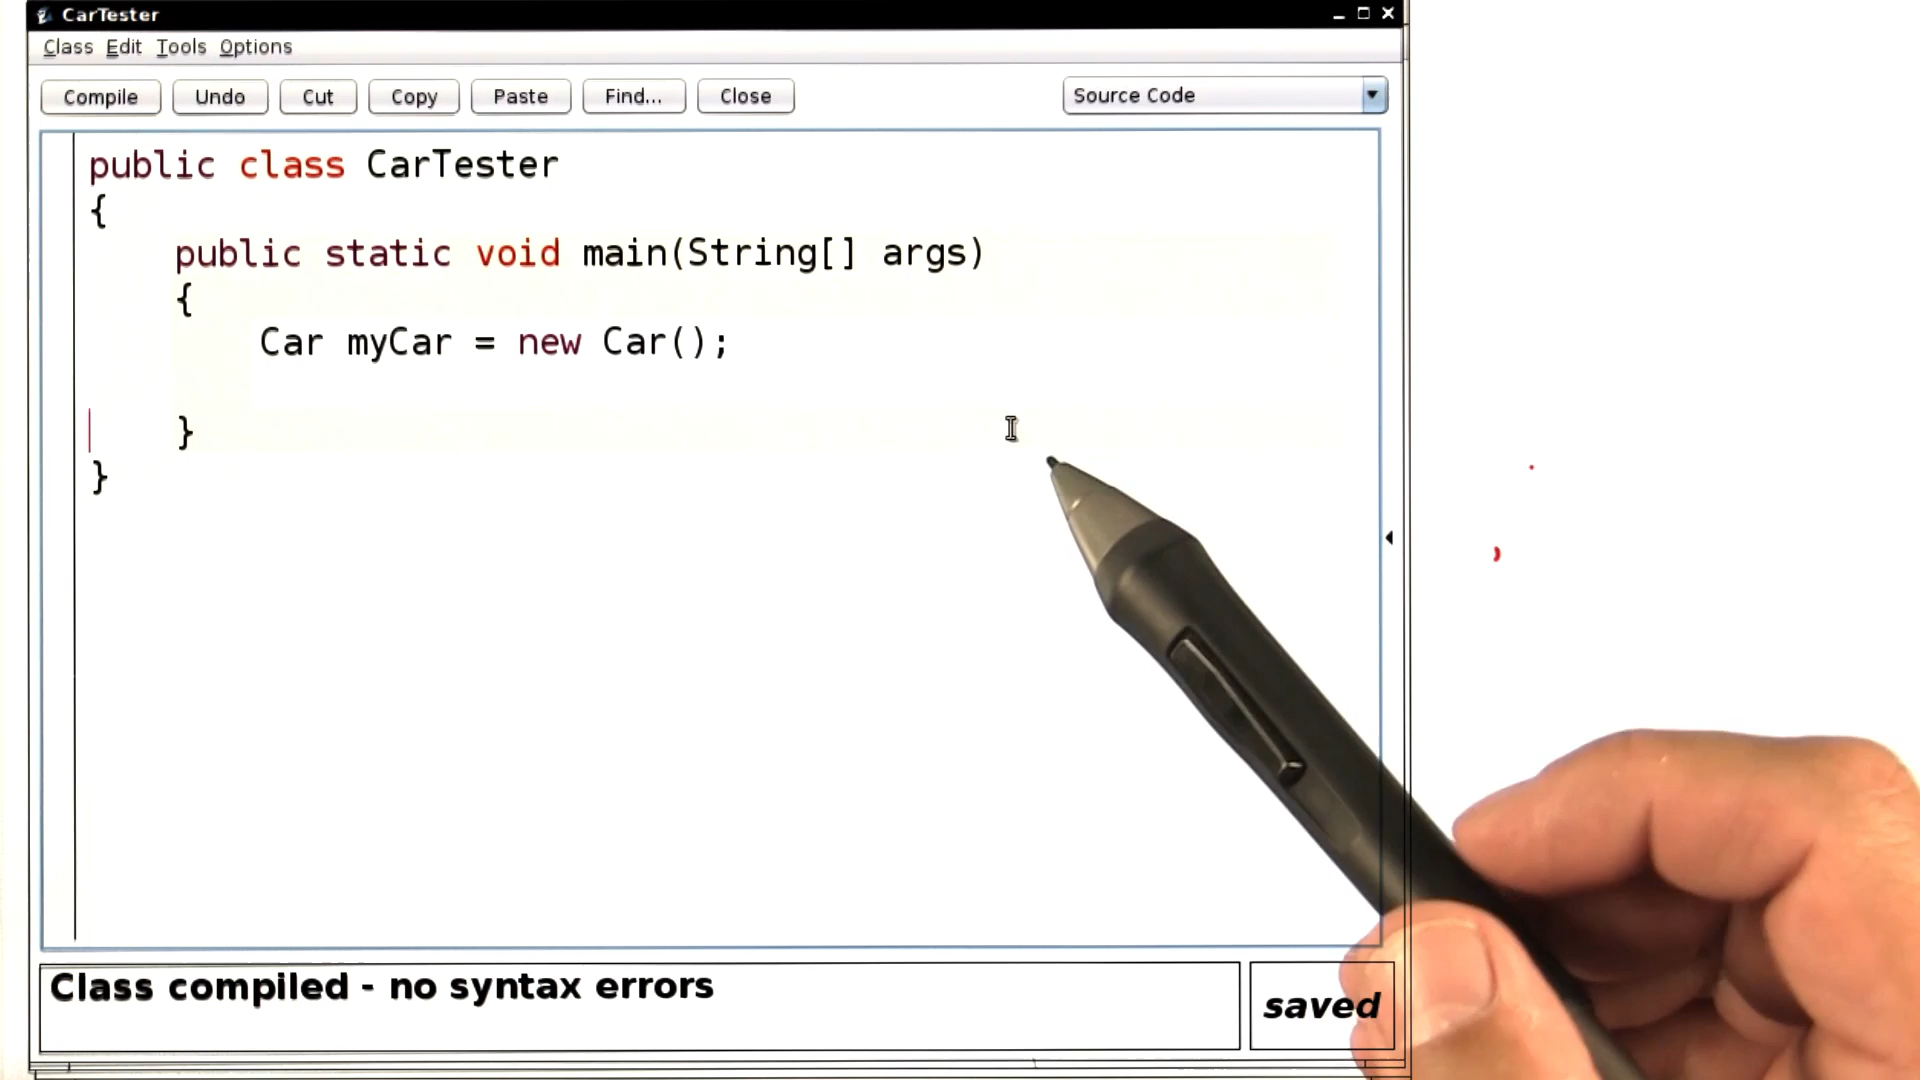 CarTester
Class Edit Tools Options
Compile Undo Cut Copy Paste Find... Close Source Code
public class CarTester
{
public static void main(String[] args)
{
Car myCar = new Car();
}
}
Class compiled - no syntax errors
saved